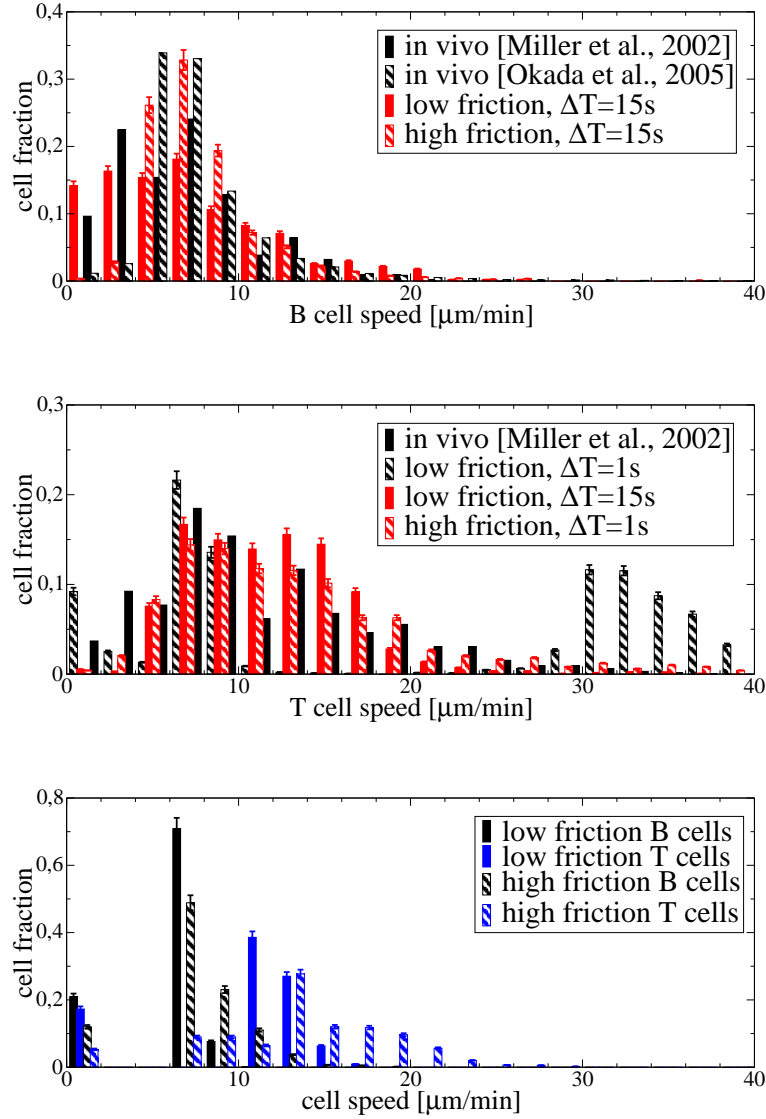 0,4
in vivo [Miller et al., 2002]
in vivo [Okada et al., 2005]
low friction, ΔT=15s
high friction, ΔT=15s
0,3
0,2
0,1
0
cell fraction
0 10 20 30 40
B cell speed [μm/min]
0,3
in vivo [Miller et al., 2002]
low friction, ΔT=1s
low friction, ΔT=15s
high friction, ΔT=1s
0,2
0,1
0
cell fraction
0 10 20 30 40
T cell speed [μm/min]
0,8
low friction B cells
low friction T cells
high friction B cells
high friction T cells
0,6
0,4
0,2
0
cell fraction
0 10 20 30 40
cell speed [μm/min]